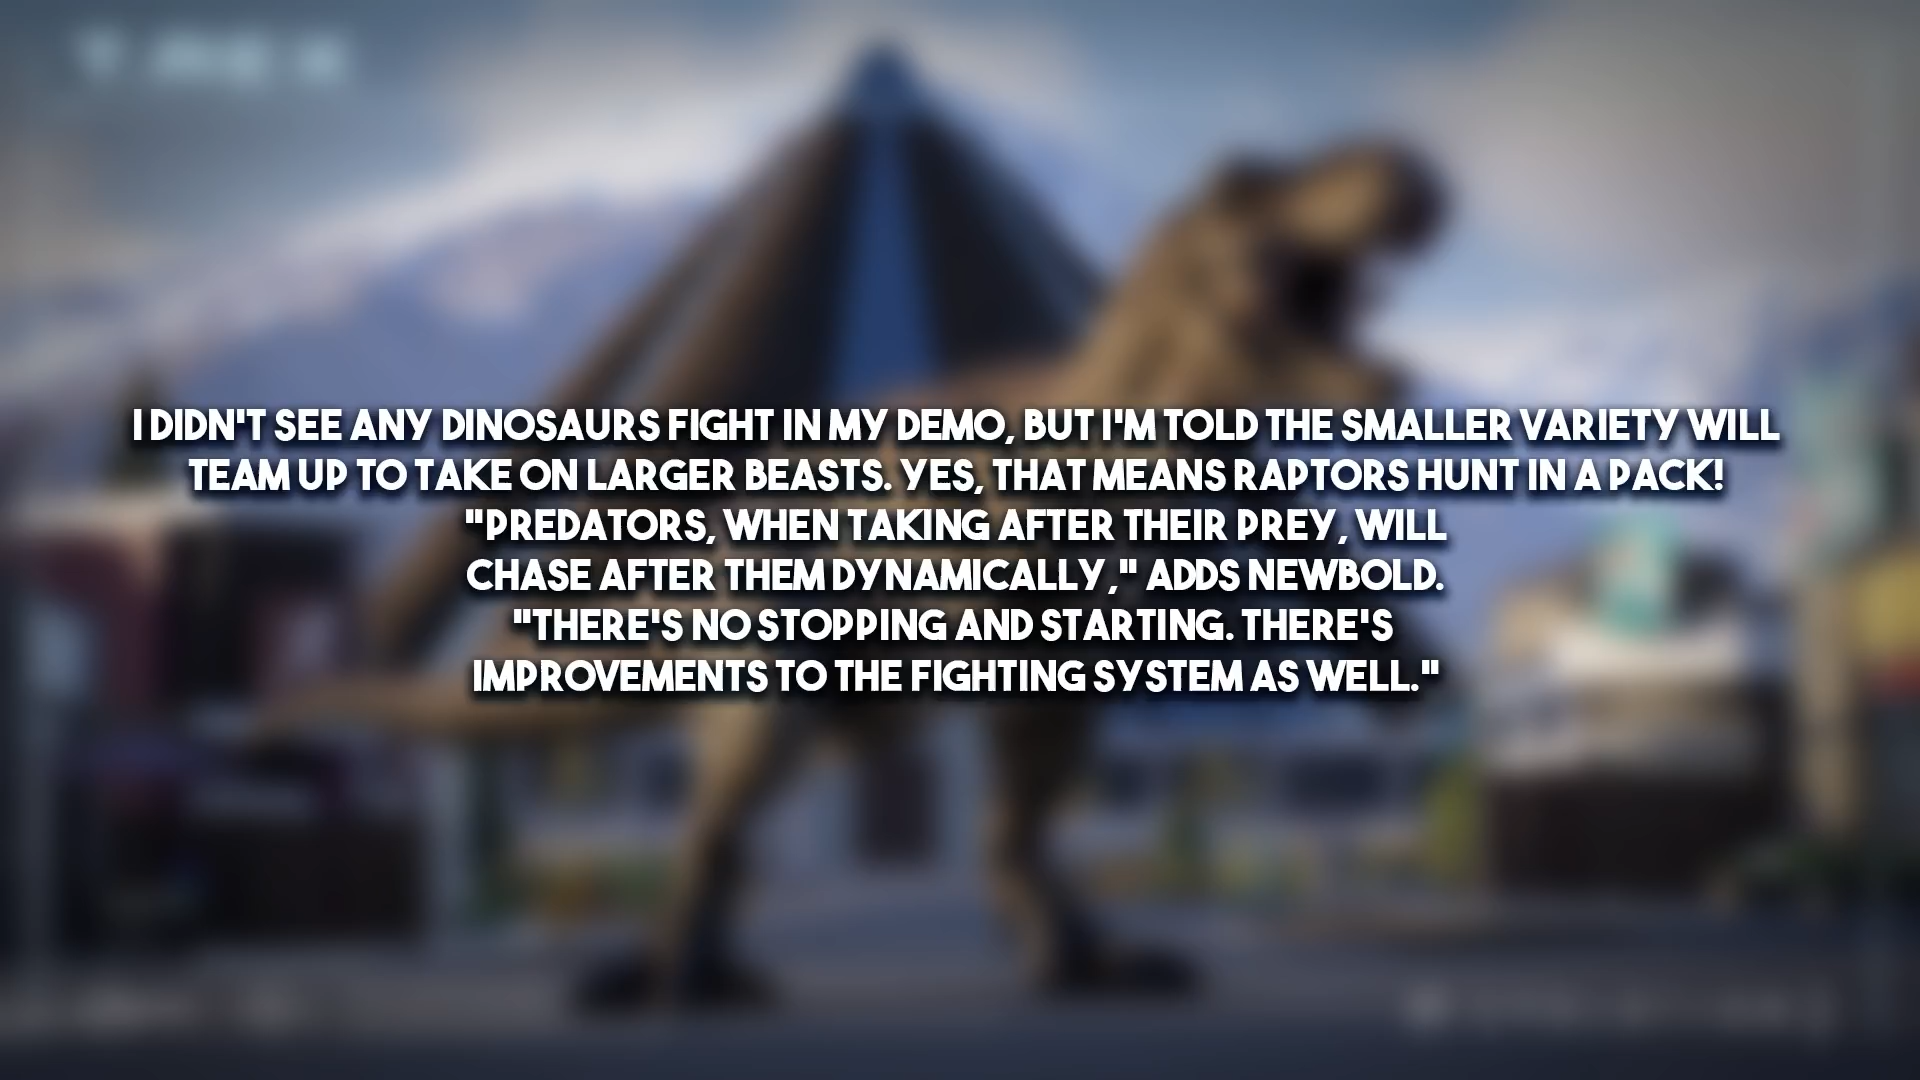 T. REX
I DIDN'T SEE ANY DINOSAURS FIGHT IN MY DEMO, BUT I'M TOLD THE SMALLER VARIETY WILL
TEAM UP TO TAKE ON LARGER BEASTS. YES, THAT MEANS RAPTORS HUNT IN A PACK!
"PREDATORS, WHEN TAKING AFTER THEIR PREY, WILL
CHASE AFTER THEM DYNAMICALLY," ADDS NEWBOLD.
"THERE'S NO STOPPING AND STARTING. THERE'S
IMPROVEMENTS TO THE FIGHTING SYSTEM AS WELL."